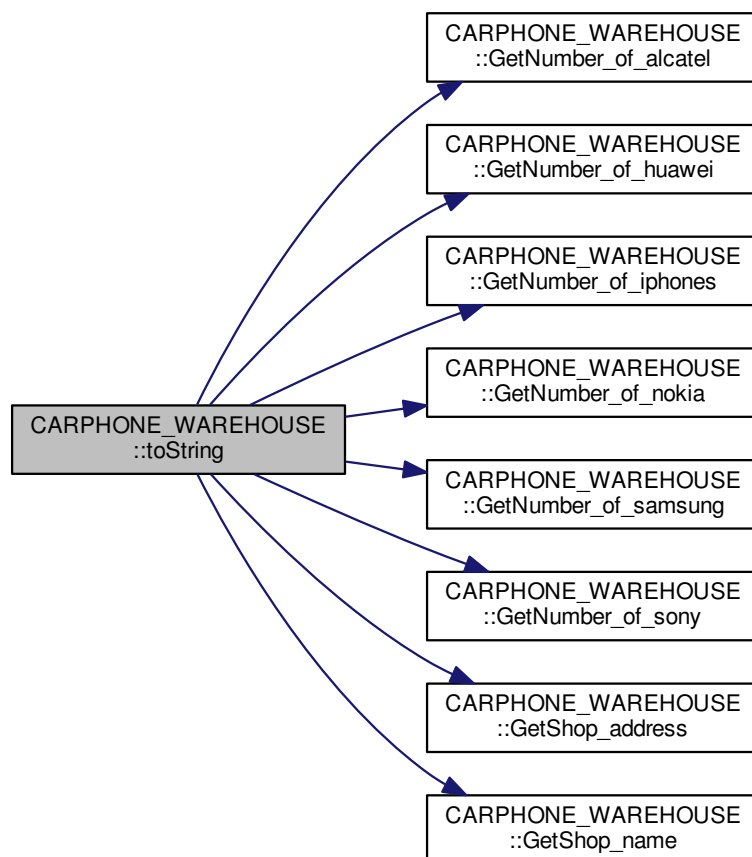 CARPHONE_WAREHOUSE
::GetNumber_of_alcatel
CARPHONE_WAREHOUSE
::GetNumber_of_huawei
CARPHONE_WAREHOUSE
::GetNumber_of_iphones
CARPHONE_WAREHOUSE
::GetNumber_of_nokia
CARPHONE_WAREHOUSE
::toString
CARPHONE_WAREHOUSE
::GetNumber_of_samsung
CARPHONE_WAREHOUSE
::GetNumber_of_sony
CARPHONE_WAREHOUSE
::GetShop_address
CARPHONE_WAREHOUSE
::GetShop_name